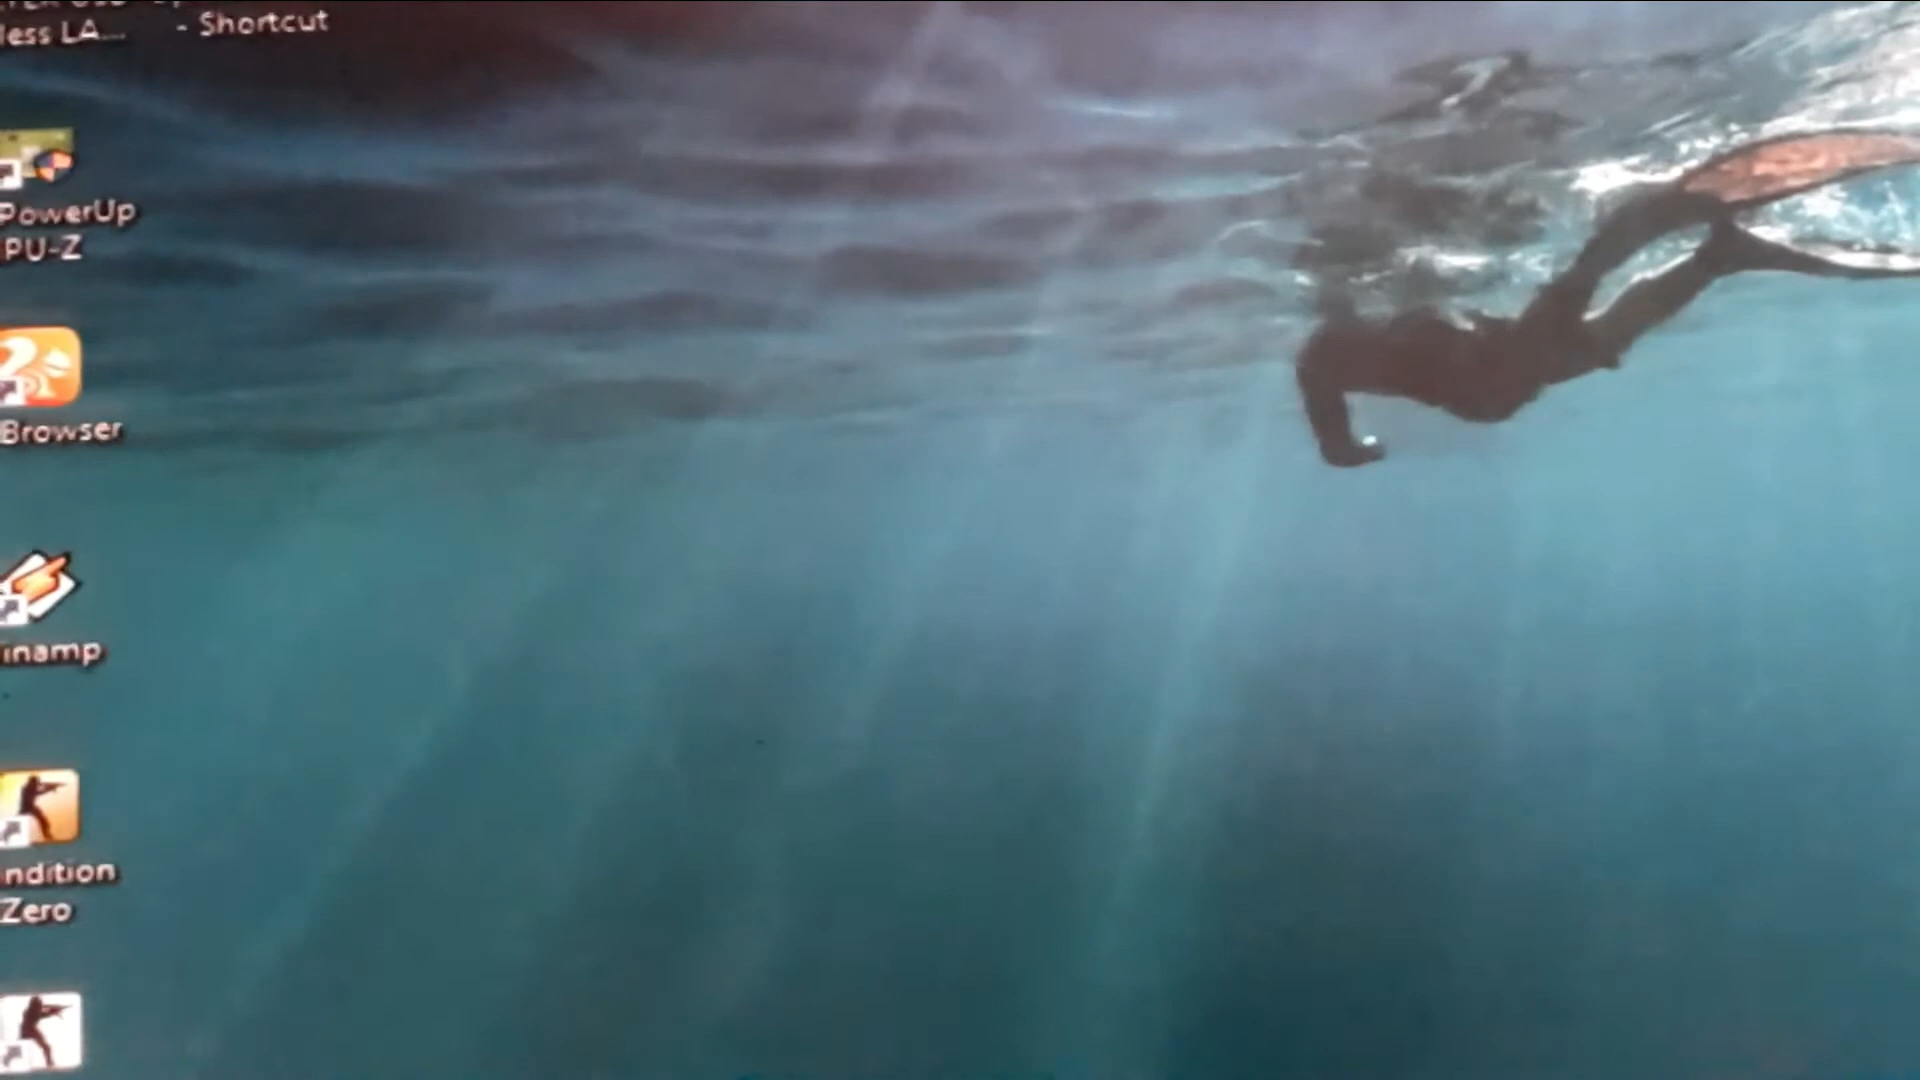 less LA...
- Shortcut
PowerUp
PU-Z
Browser
inamp
ndition
Zero